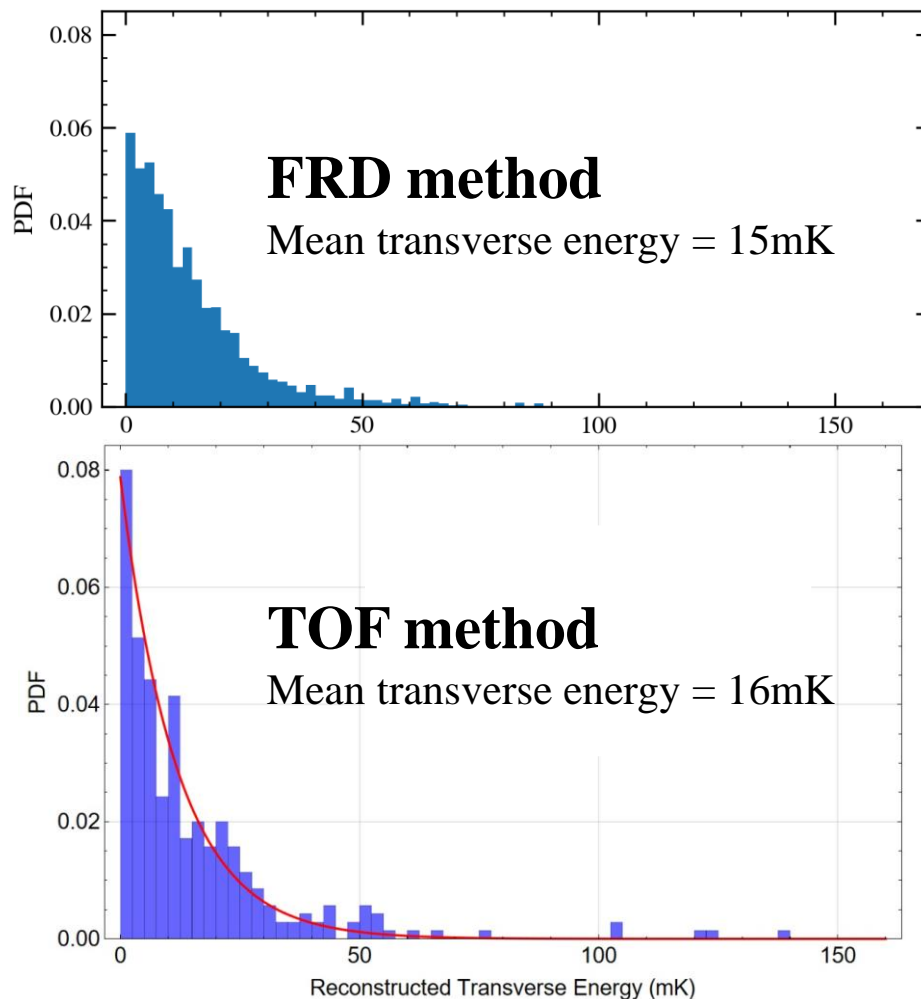 0.08
0.06
0.04
0.02
0.00
PDF
FRD method
Mean transverse energy = 15mK
0
50
100
150
0.08
0.06
0.04
0.02
0.00
PDF
TOF method
Mean transverse energy = 16mK
0
50
100
150
Reconstructed Transverse Energy (mK)